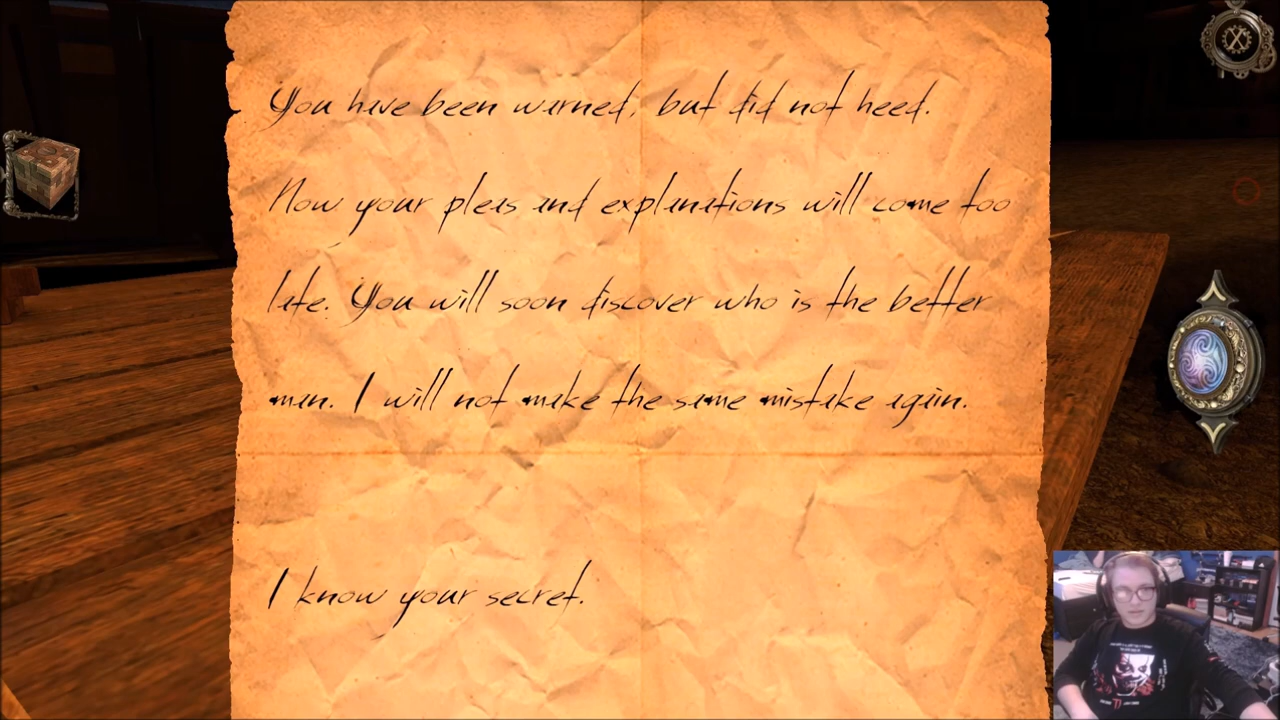 You have been warned, but did not heed.
Now your pleas and explanations will come too
late. You will soon discover who is the better
man. I will not make the same mistake again.
I know your secret.